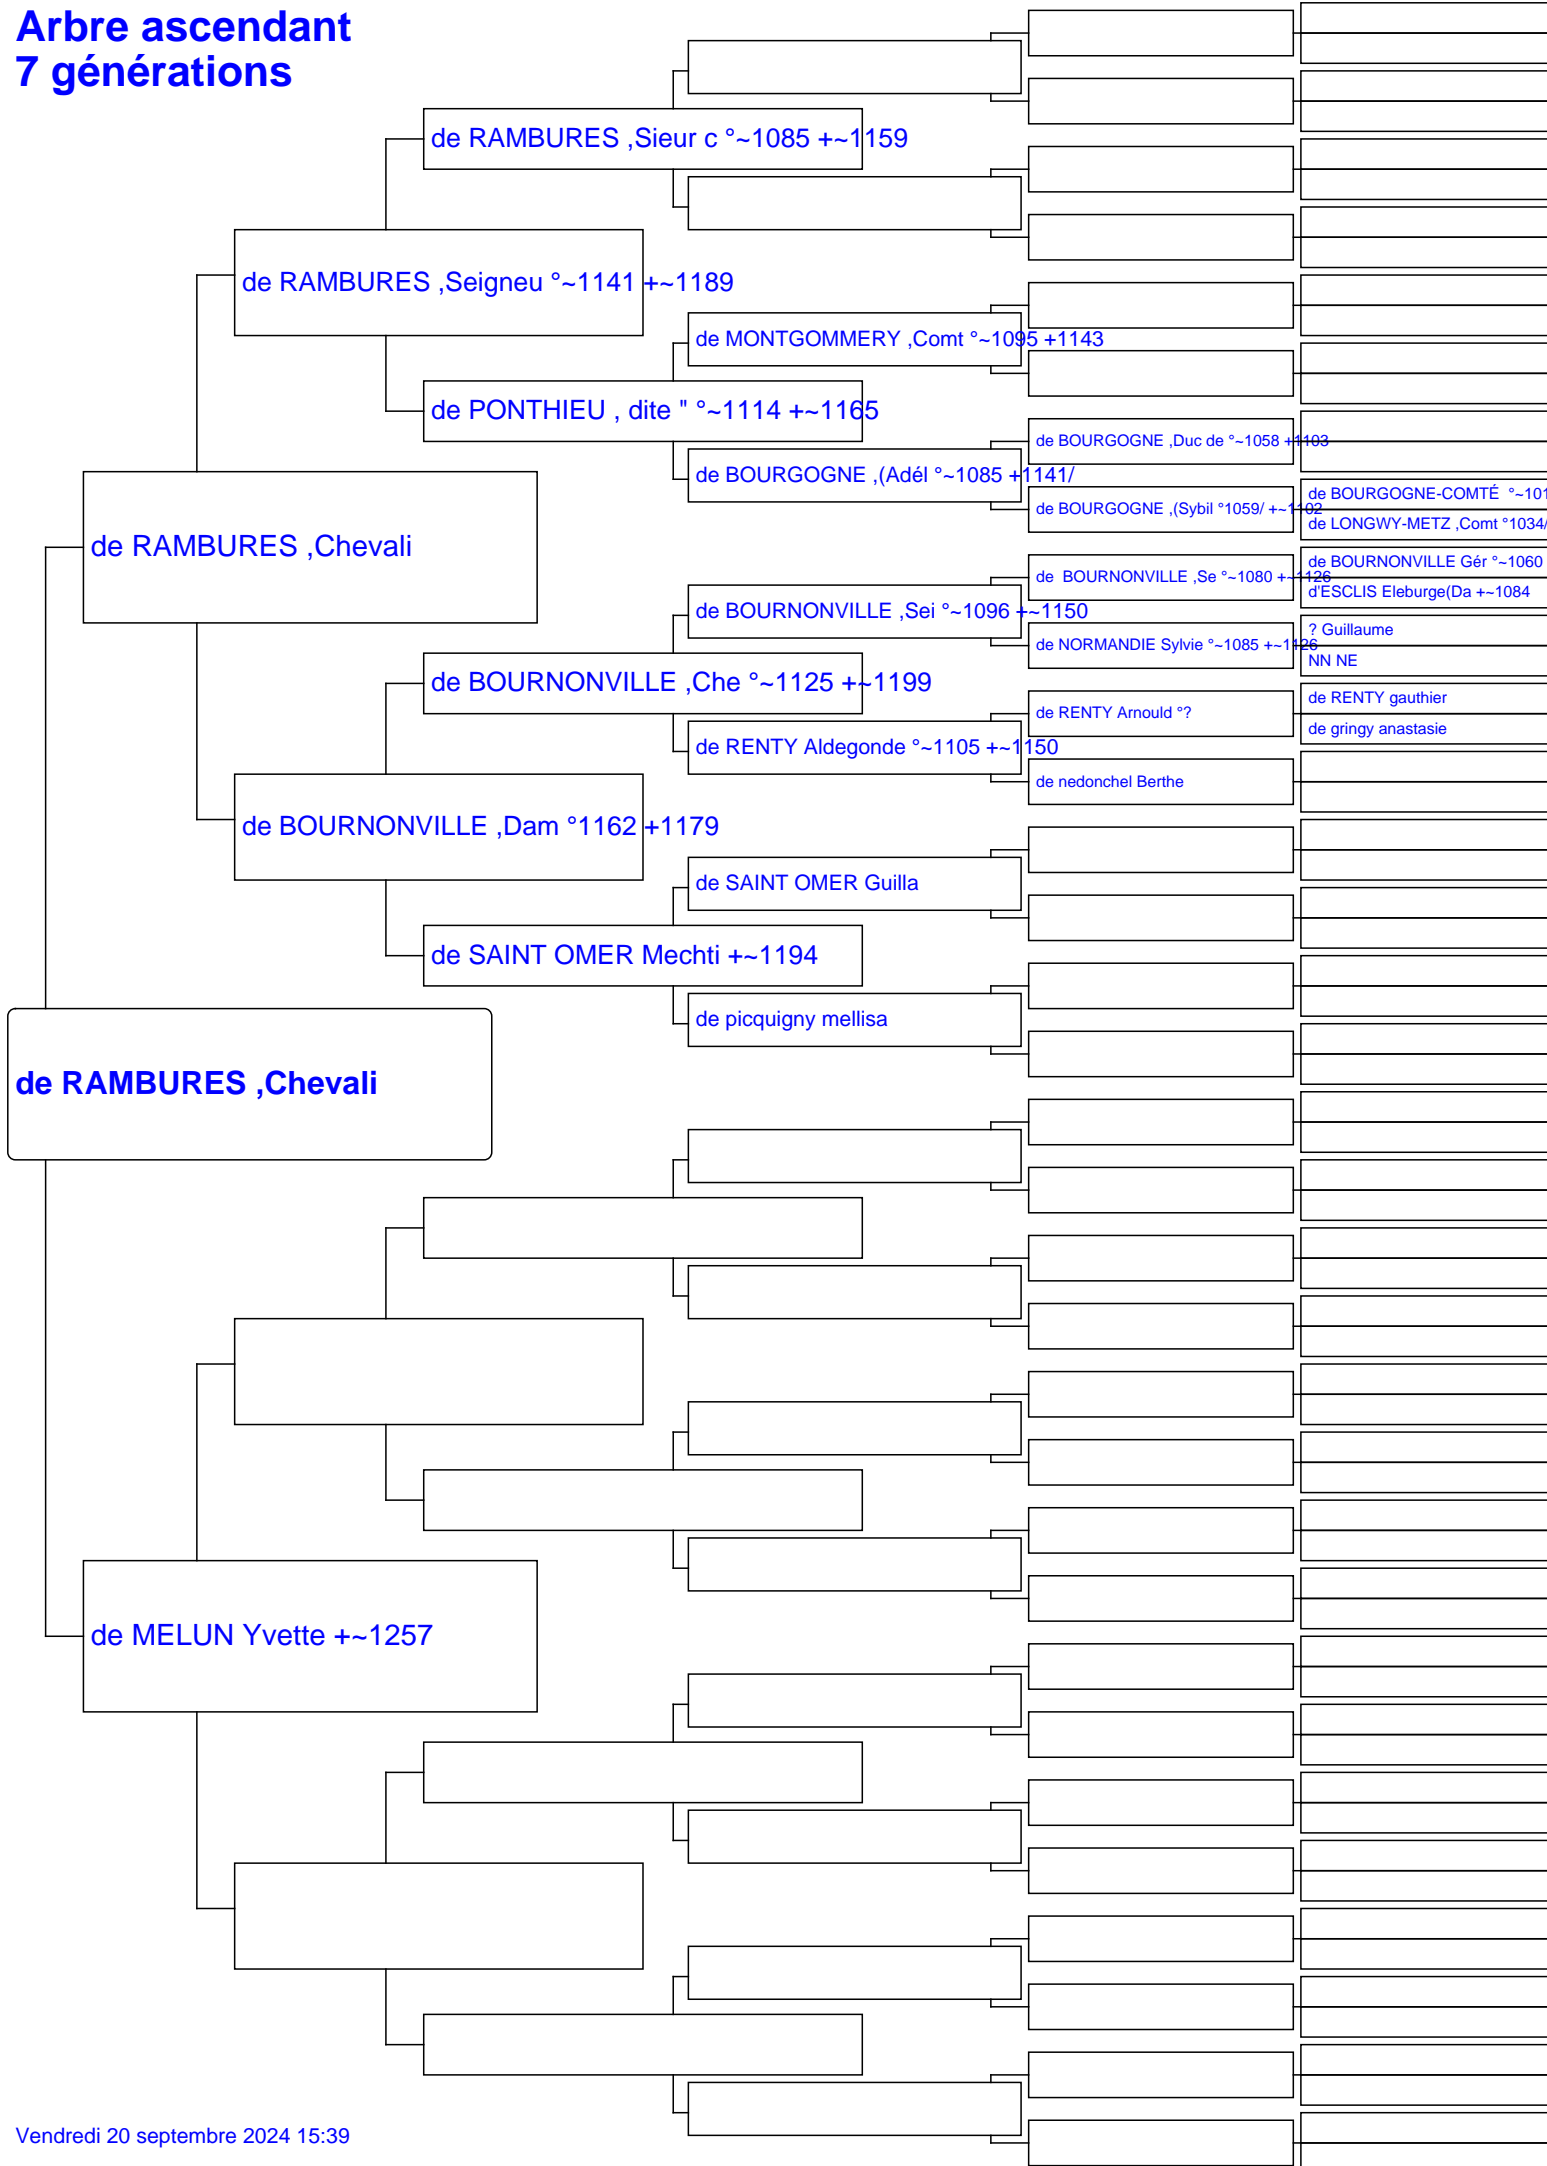 Arbre ascendant
7 générations
de RAMBURES ,Sieur c °~1085 +~1159
de RAMBURES ,Seigneu °~1141 +~1189
de MONTGOMMERY ,Comt °~1095 +1143
de PONTHIEU , dite " °~1114 +~1165
de BOURGOGNE ,Duc de °~1058 +1103
de BOURGOGNE ,(Adél °~1085 +1141/
de BOURGOGNE-COMTÉ °~101
de BOURGOGNE ,(Sybil °1059/ +~1102
de LONGWY-METZ ,Comt °1034/
de RAMBURES ,Chevali
de BOURNONVILLE Gér °~1060
de BOURNONVILLE ,Se °~1080 +~1126
d'ESCLIS Eleburge(Da +~1084
de BOURNONVILLE ,Sei °~1096 +~1150
? Guillaume
de NORMANDIE Sylvie °~1085 +~1126
NN NE
de BOURNONVILLE ,Che °~1125 +~1199
de RENTY gauthier
de RENTY Arnould °?
de gringy anastasie
de RENTY Aldegonde °~1105 +~1150
de nedonchel Berthe
de BOURNONVILLE ,Dam °1162 +1179
de SAINT OMER Guilla
de SAINT OMER Mechti +~1194
de picquigny mellisa
de RAMBURES ,Chevali
de MELUN Yvette +~1257
Vendredi 20 septembre 2024 15:39